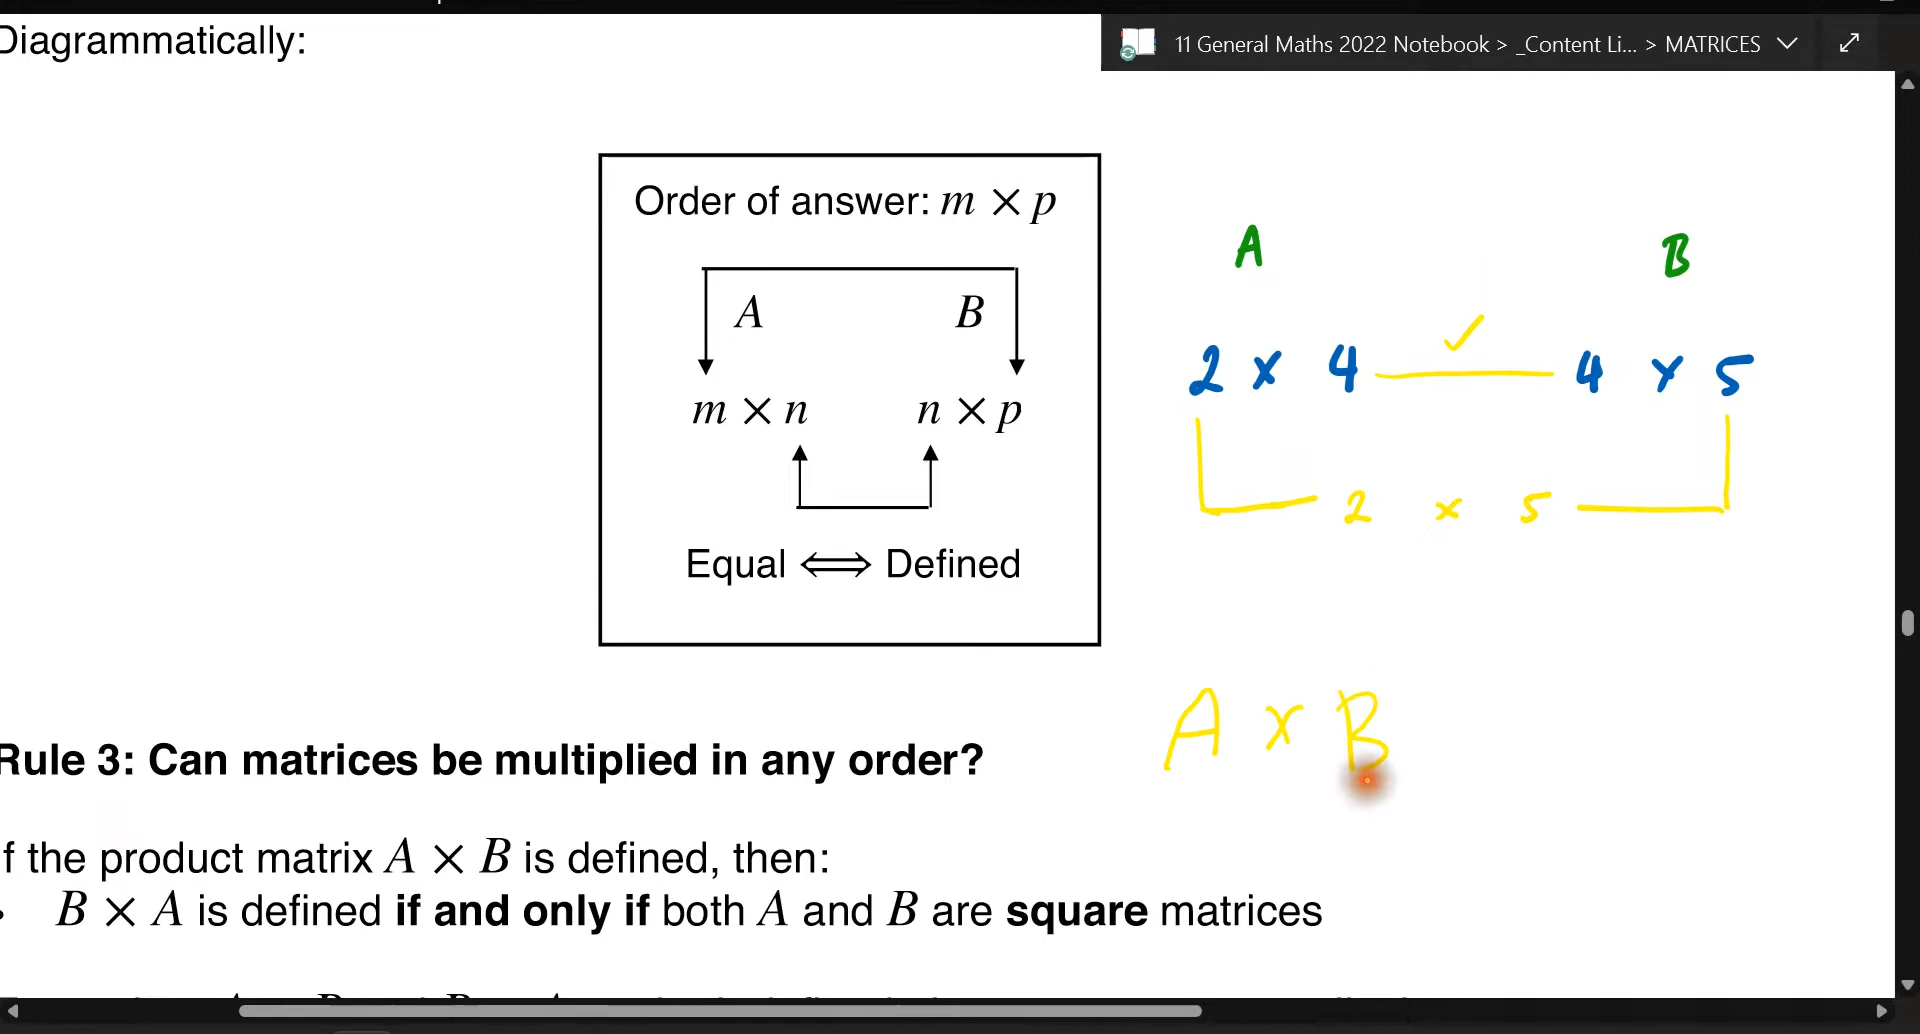 Diagrammatically:
11 General Maths 2022 Notebook > _Content Li... > MATRICES
Order of answer: m × p
A B
m × n n × p
Equal ⟺ Defined
A B
2 x 4 4 x 5
2 x 5
A x B
Rule 3: Can matrices be multiplied in any order?
f the product matrix A × B is defined, then:
B × A is defined if and only if both A and B are square matrices